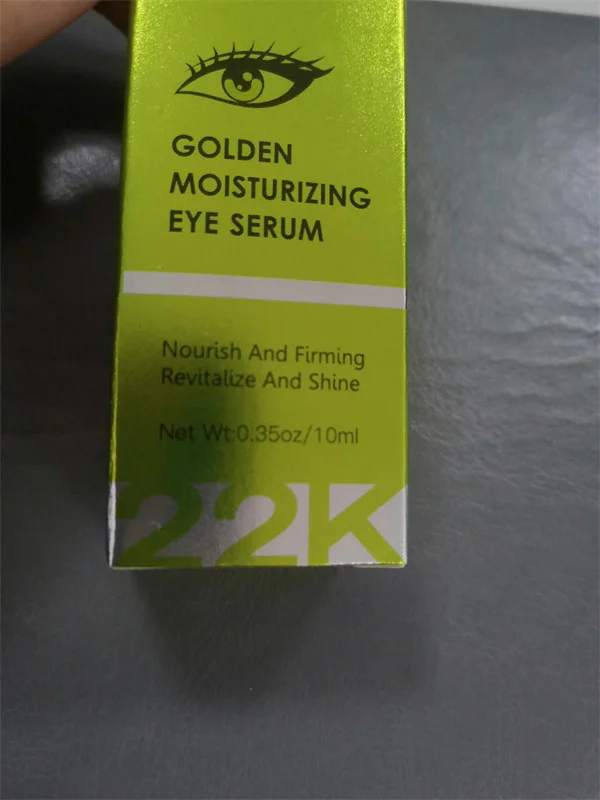 GOLDEN
MOISTURIZING
EYE SERUM
Nourish And Firming
Revitalize And Shine
Net Wt:0.35oz/10ml
22K